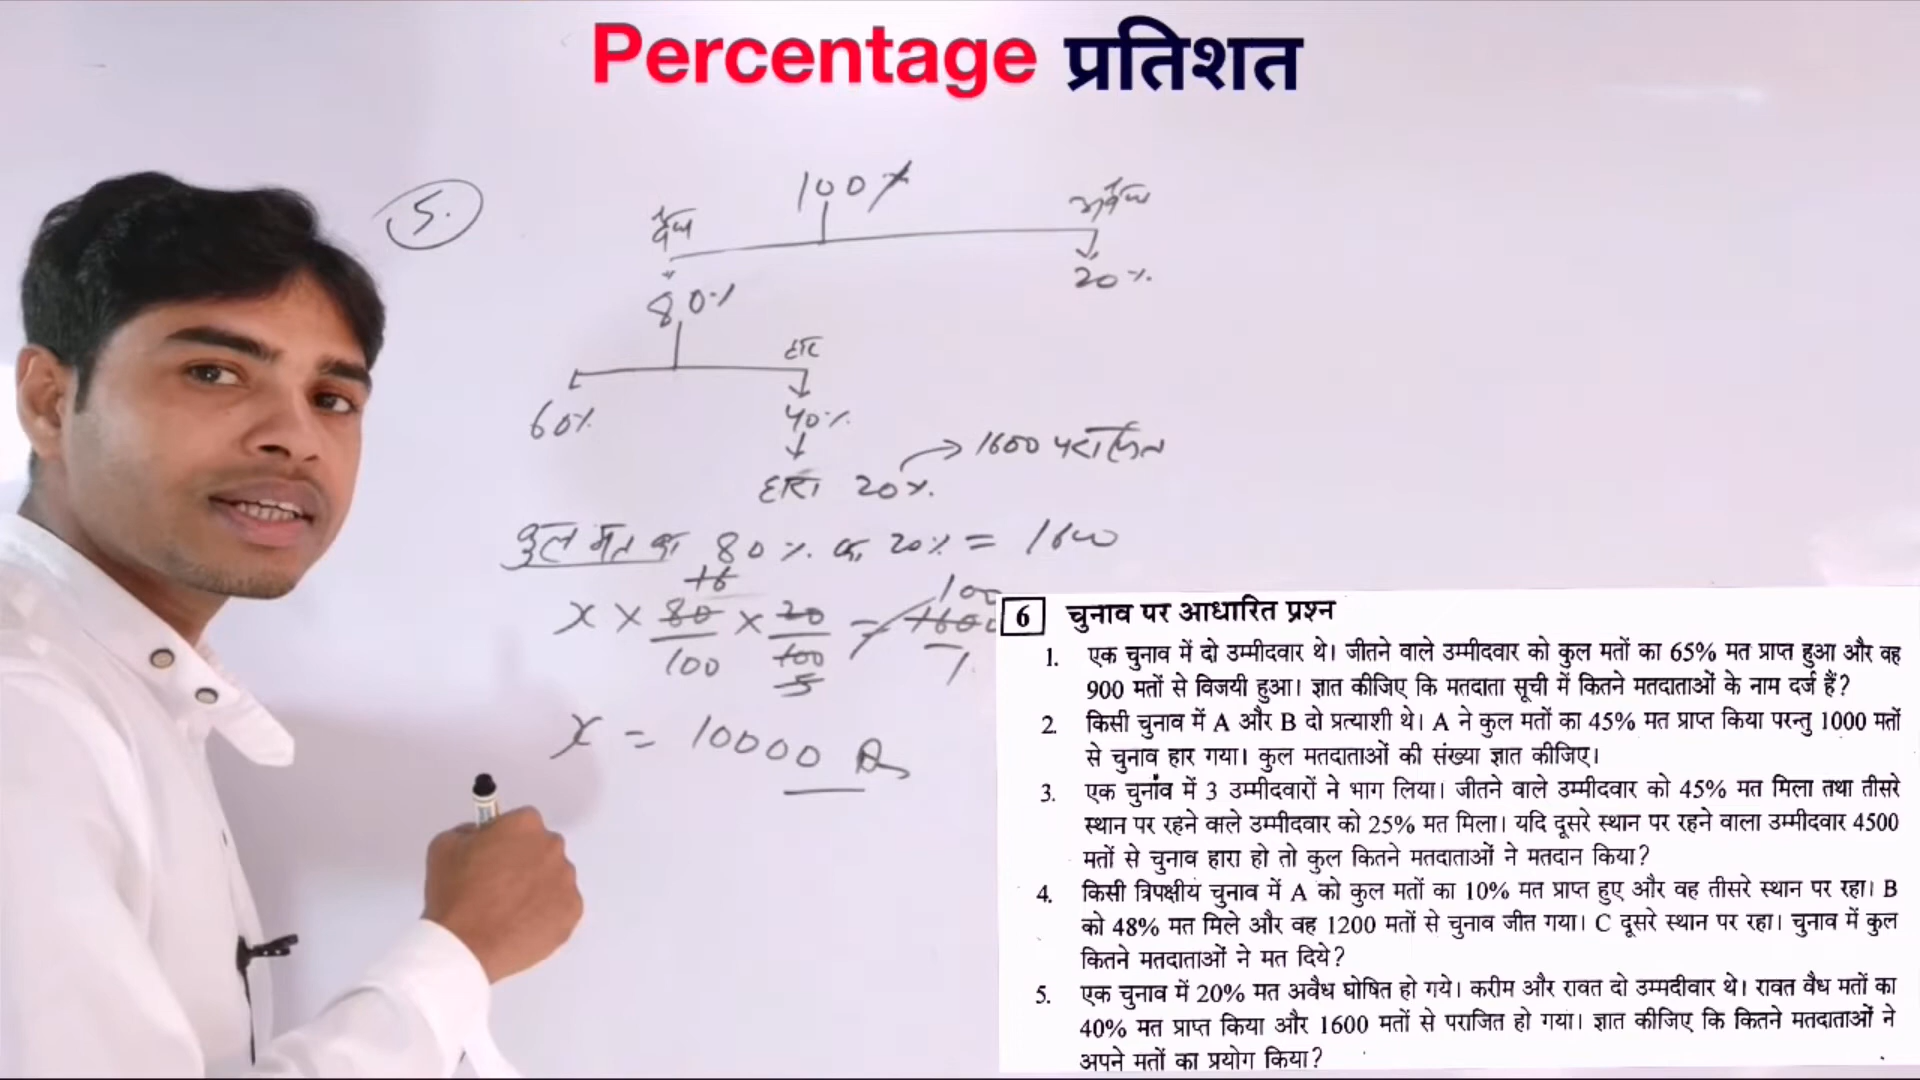 Percentage प्रतिशत
5.
100%
वैध
अवैध
80%
20%
हार
60%
40%
1600 पराजित
हारा 20%.
कुल मत का 80% का 20% = 1600
16
100
x × 80/100 × 20/100 = 1600/1
5
x = 10000
6 चुनाव पर आधारित प्रश्न
1. एक चुनाव में दो उम्मीदवार थे। जीतने वाले उम्मीदवार को कुल मतों का 65% मत प्राप्त हुआ और वह
900 मतों से विजयी हुआ। ज्ञात कीजिए कि मतदाता सूची में कितने मतदाताओं के नाम दर्ज हैं?
2. किसी चुनाव में A और B दो प्रत्याशी थे। A ने कुल मतों का 45% मत प्राप्त किया परन्तु 1000 मतों
से चुनाव हार गया। कुल मतदाताओं की संख्या ज्ञात कीजिए।
3. एक चुनांव में 3 उम्मीदवारों ने भाग लिया। जीतने वाले उम्मीदवार को 45% मत मिला तथा तीसरे
स्थान पर रहने वाले उम्मीदवार को 25% मत मिला। यदि दूसरे स्थान पर रहने वाला उम्मीदवार 4500
मतों से चुनाव हारा हो तो कुल कितने मतदाताओं ने मतदान किया?
4. किसी त्रिपक्षीय चुनाव में A को कुल मतों का 10% मत प्राप्त हुए और वह तीसरे स्थान पर रहा। B
को 48% मत मिले और वह 1200 मतों से चुनाव जीत गया। C दूसरे स्थान पर रहा। चुनाव में कुल
कितने मतदाताओं ने मत दिये?
5. एक चुनाव में 20% मत अवैध घोषित हो गये। करीम और रावत दो उम्मदीवार थे। रावत वैध मतों का
40% मत प्राप्त किया और 1600 मतों से पराजित हो गया। ज्ञात कीजिए कि कितने मतदाताओं ने
अपने मतों का प्रयोग किया?